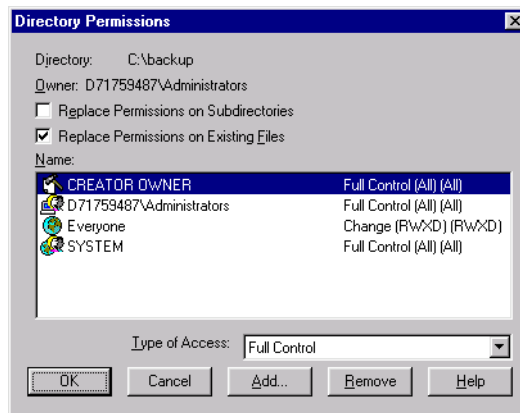 Directory Permissions
Directory: C:\backup
Owner: D71759487\Administrators
Replace Permissions on Subdirectories
Replace Permissions on Existing Files
Name:
CREATOR OWNER Full Control (All) (All)
D71759487\Administrators Full Control (All) (All)
Everyone Change (RWXD) (RWXD)
SYSTEM Full Control (All) (All)
Type of Access: Full Control
OK Cancel Add... Remove Help